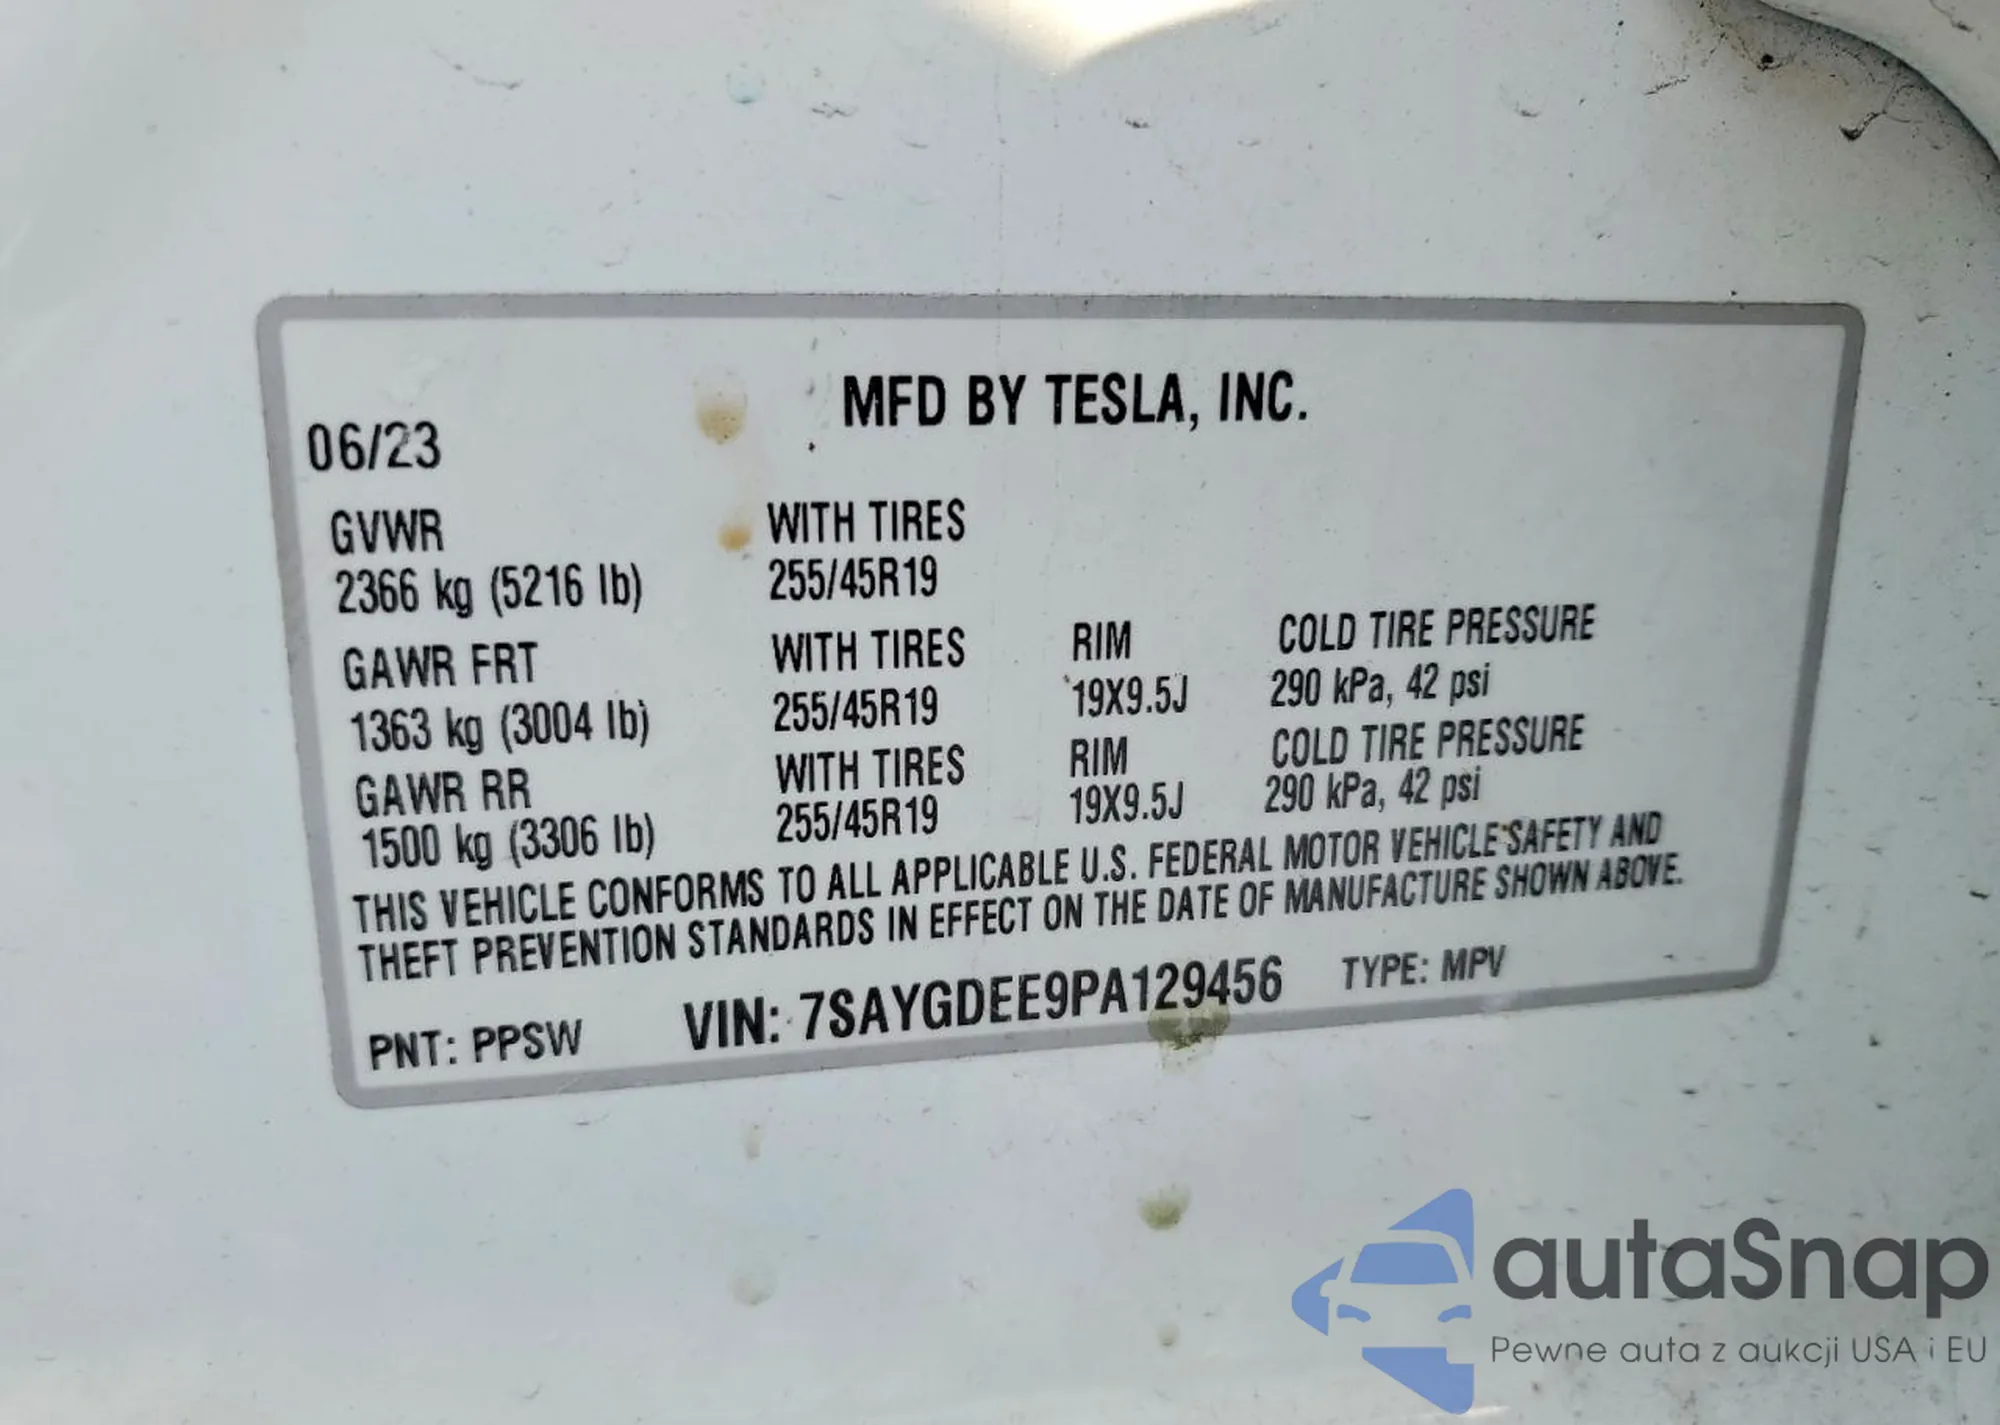 MFD BY TESLA, INC.
06/23
GVWR WITH TIRES
2366 kg (5216 lb) 255/45R19
GAWR FRT WITH TIRES RIM COLD TIRE PRESSURE
1363 kg (3004 lb) 255/45R19 19X9.5J 290 kPa, 42 psi
GAWR RR WITH TIRES RIM COLD TIRE PRESSURE
1500 kg (3306 lb) 255/45R19 19X9.5J 290 kPa, 42 psi
THIS VEHICLE CONFORMS TO ALL APPLICABLE U.S. FEDERAL MOTOR VEHICLE SAFETY AND
THEFT PREVENTION STANDARDS IN EFFECT ON THE DATE OF MANUFACTURE SHOWN ABOVE.
PNT: PPSW VIN: 7SAYGDEE9PA129456 TYPE: MPV
autaSnap
Pewne auta z aukcji USA i EU